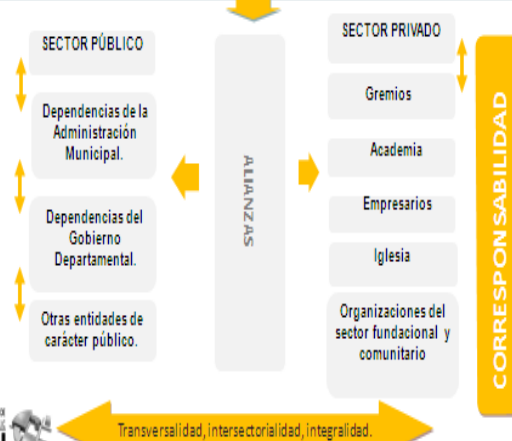 SECTOR PÚBLICO
Dependencias de la
Administración
Municipal.
Dependencias del
Gobierno
Departamental.
Otras entidades de
carácter público.
ALIANZAS
SECTOR PRIVADO
Gremios
Academia
Empresarios
Iglesia
Organizaciones del
sector fundacional y
comunitario
CORRESPONSABILIDAD
Transversalidad, intersectorialidad, integralidad.